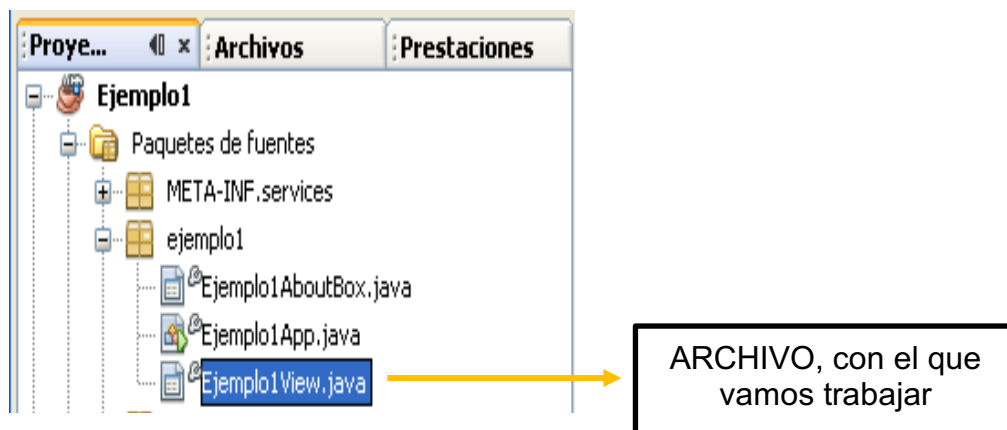 Proye...
Archivos
Prestaciones
Ejemplo1
Paquetes de fuentes
META-INF.services
ejemplo1
Ejemplo1AboutBox.java
Ejemplo1App.java
Ejemplo1View.java
ARCHIVO, con el que
vamos trabajar